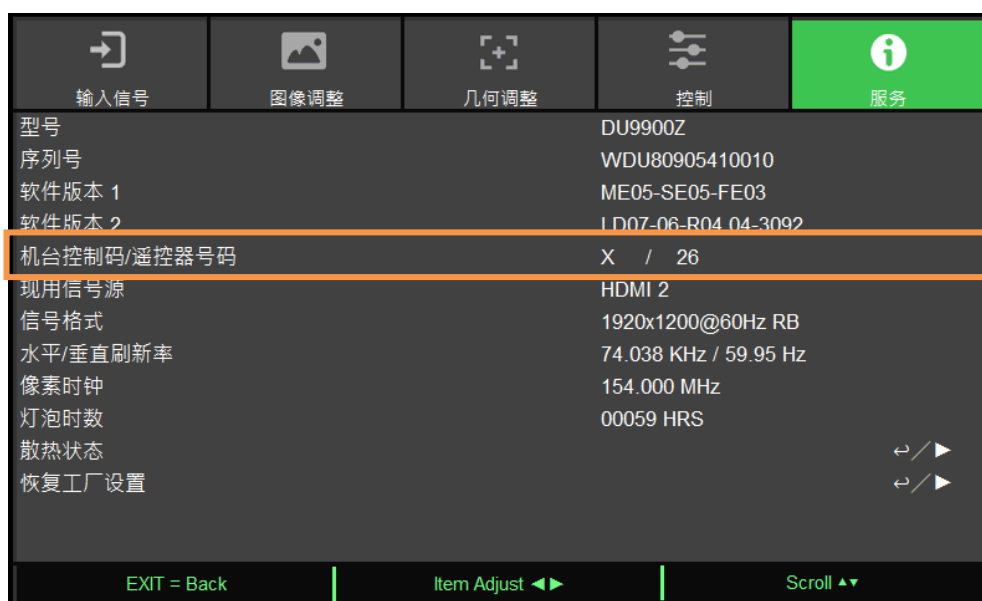 输入信号 图像调整 几何调整 控制 服务
型号 DU9900Z
序列号 WDU80905410010
软件版本 1 ME05-SE05-FE03
软件版本 2 LD07-06-R04.04-3092
机台控制码/遥控器号码 X / 26
现用信号源 HDMI 2
信号格式 1920x1200@60Hz RB
水平/垂直刷新率 74.038 KHz / 59.95 Hz
像素时钟 154.000 MHz
灯泡时数 00059 HRS
散热状态 ↩/▶
恢复工厂设置 ↩/▶
EXIT = Back Item Adjust ◀▶ Scroll ▲▼